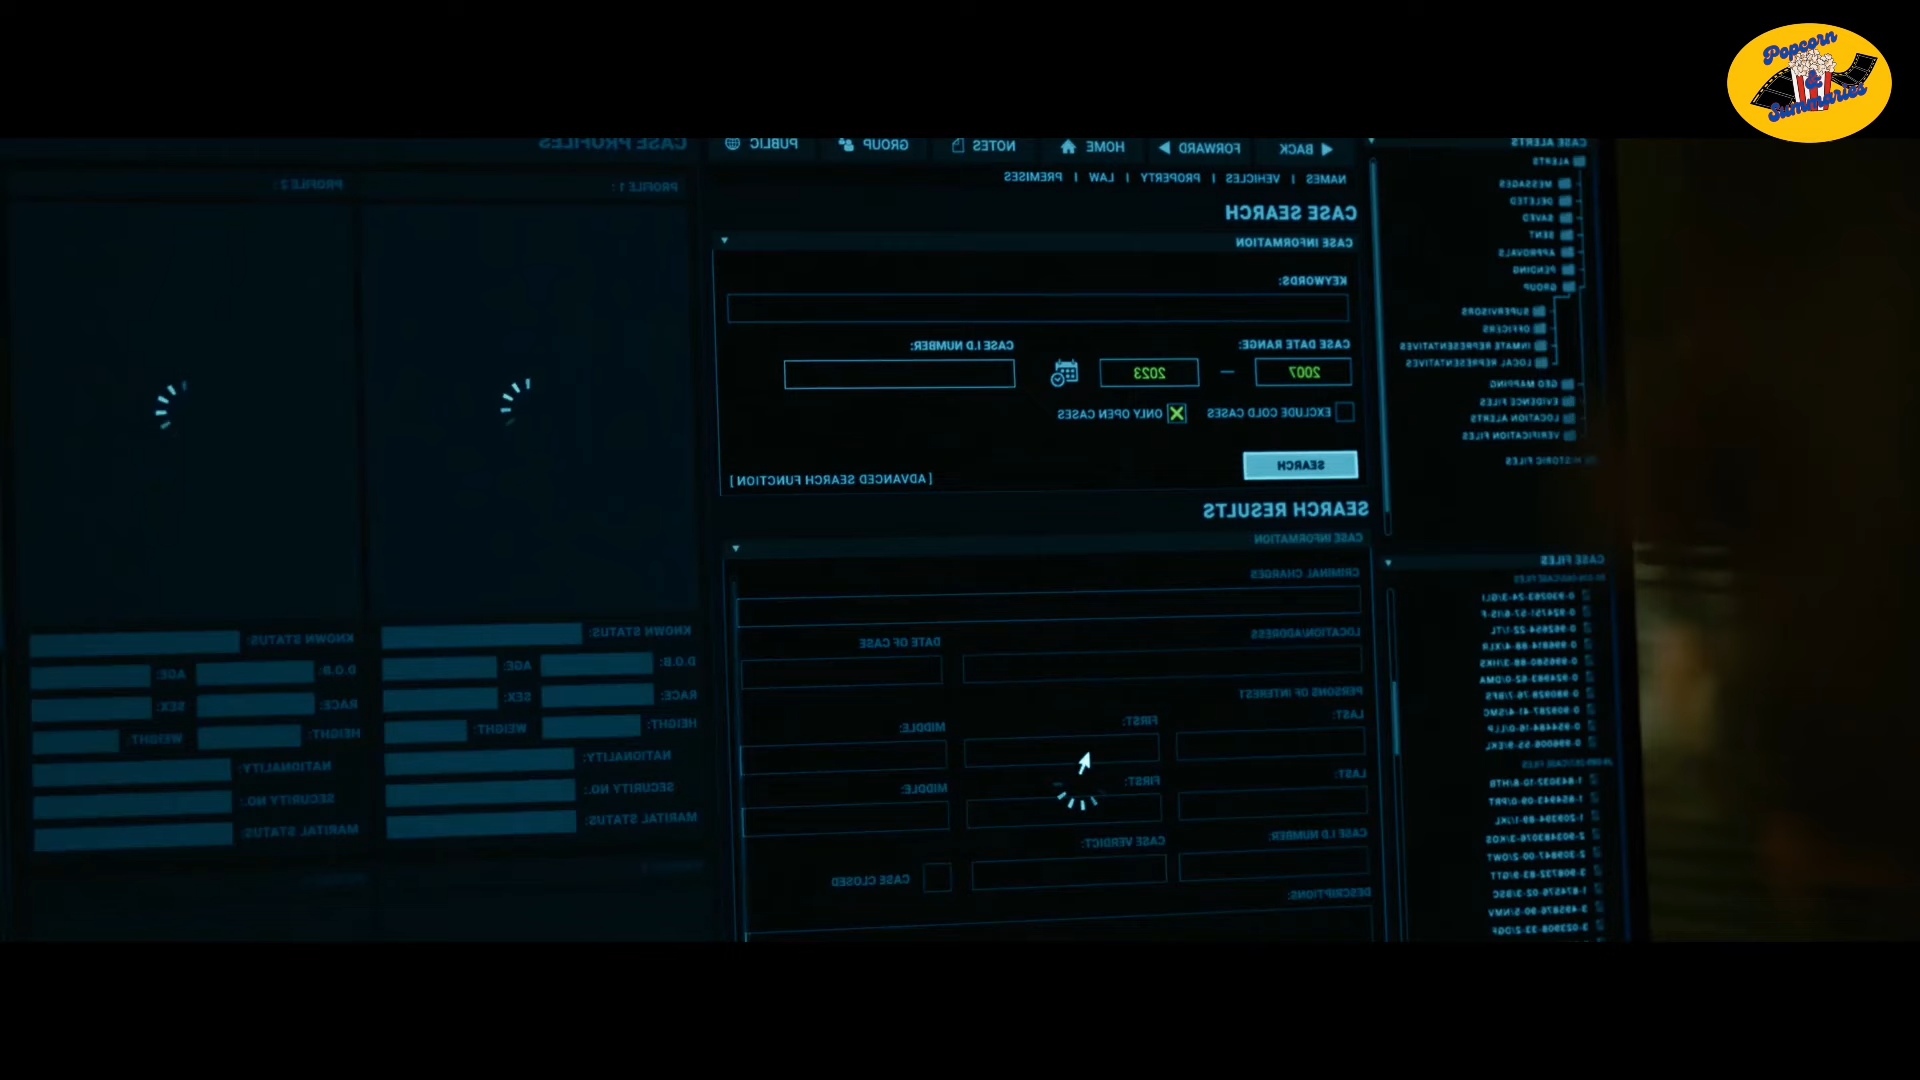 Popcorn
&
Summaries
CASE ALERTS
ALERTS
MESSAGES
DELETED
SAVED
SENT
APPROVALS
PENDING
GROUP
SUPERVISORS
OFFICERS
INMATE REPRESENTATIVES
LOCAL REPRESENTATIVES
GEO MAPPING
EVIDENCE FILES
LOCATION ALERTS
VERIFICATION FILES
HISTORIC FILES
CASE FILES
BACK
FORWARD
HOME
NOTES
GROUP
PUBLIC
NAMES | VEHICLES | PROPERTY | LAW | PREMISES
CASE SEARCH
CASE INFORMATION
KEYWORDS:
CASE DATE RANGE:
CASE I.D NUMBER:
2007 — 2023
EXCLUDE COLD CASES
ONLY OPEN CASES
SEARCH
[ADVANCED SEARCH FUNCTION]
SEARCH RESULTS
CASE INFORMATION
CRIMINAL CHARGES
LOCATION/ADDRESS
DATE OF CASE
PERSONS OF INTEREST
LAST:
FIRST:
MIDDLE:
LAST:
FIRST:
MIDDLE:
CASE I.D NUMBER:
CASE VERDICT:
CASE CLOSED
DESCRIPTIONS:
CASE PROFILES
PROFILE 1 :
KNOWN STATUS:
D.O.B:
AGE:
RACE:
SEX:
HEIGHT:
WEIGHT:
NATIONALITY:
SECURITY NO.:
MARITAL STATUS:
PROFILE 2 :
KNOWN STATUS:
D.O.B:
AGE:
RACE:
SEX:
HEIGHT:
WEIGHT:
NATIONALITY:
SECURITY NO.:
MARITAL STATUS: